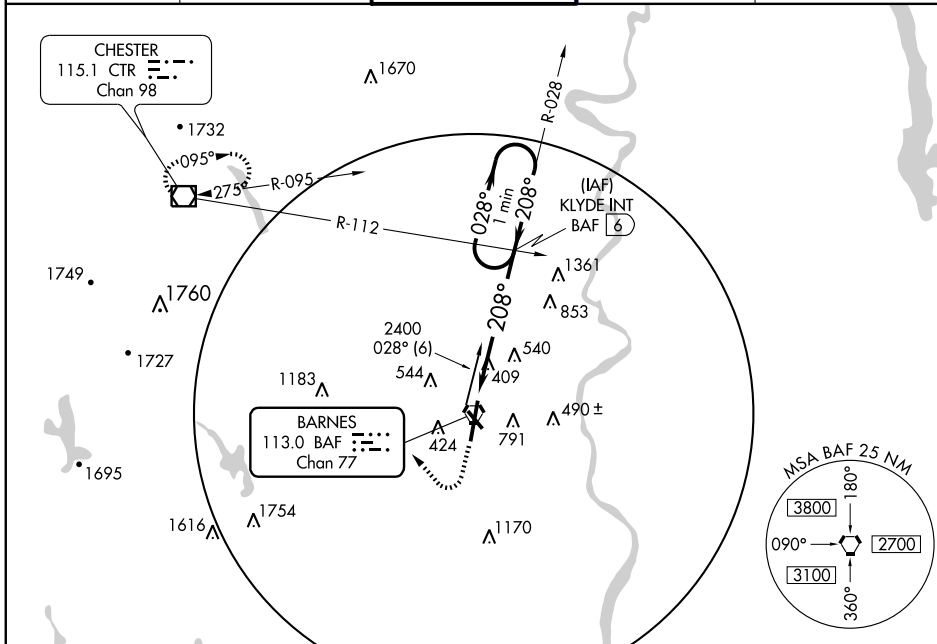 CHESTER
115.1 CTR
Chan 98
1670
R-028
1732
095°
275°
R-095
R-112
028°
1 min
208°
(IAF)
KLYDE INT
BAF 6
1361
853
1749
1760
208°
2400
028° (6)
540
409
544
1727
1183
BARNES
113.0 BAF
Chan 77
424
791
490 ±
1695
1616
1754
1170
MSA BAF 25 NM
180°
3800
090°
2700
3100
360°